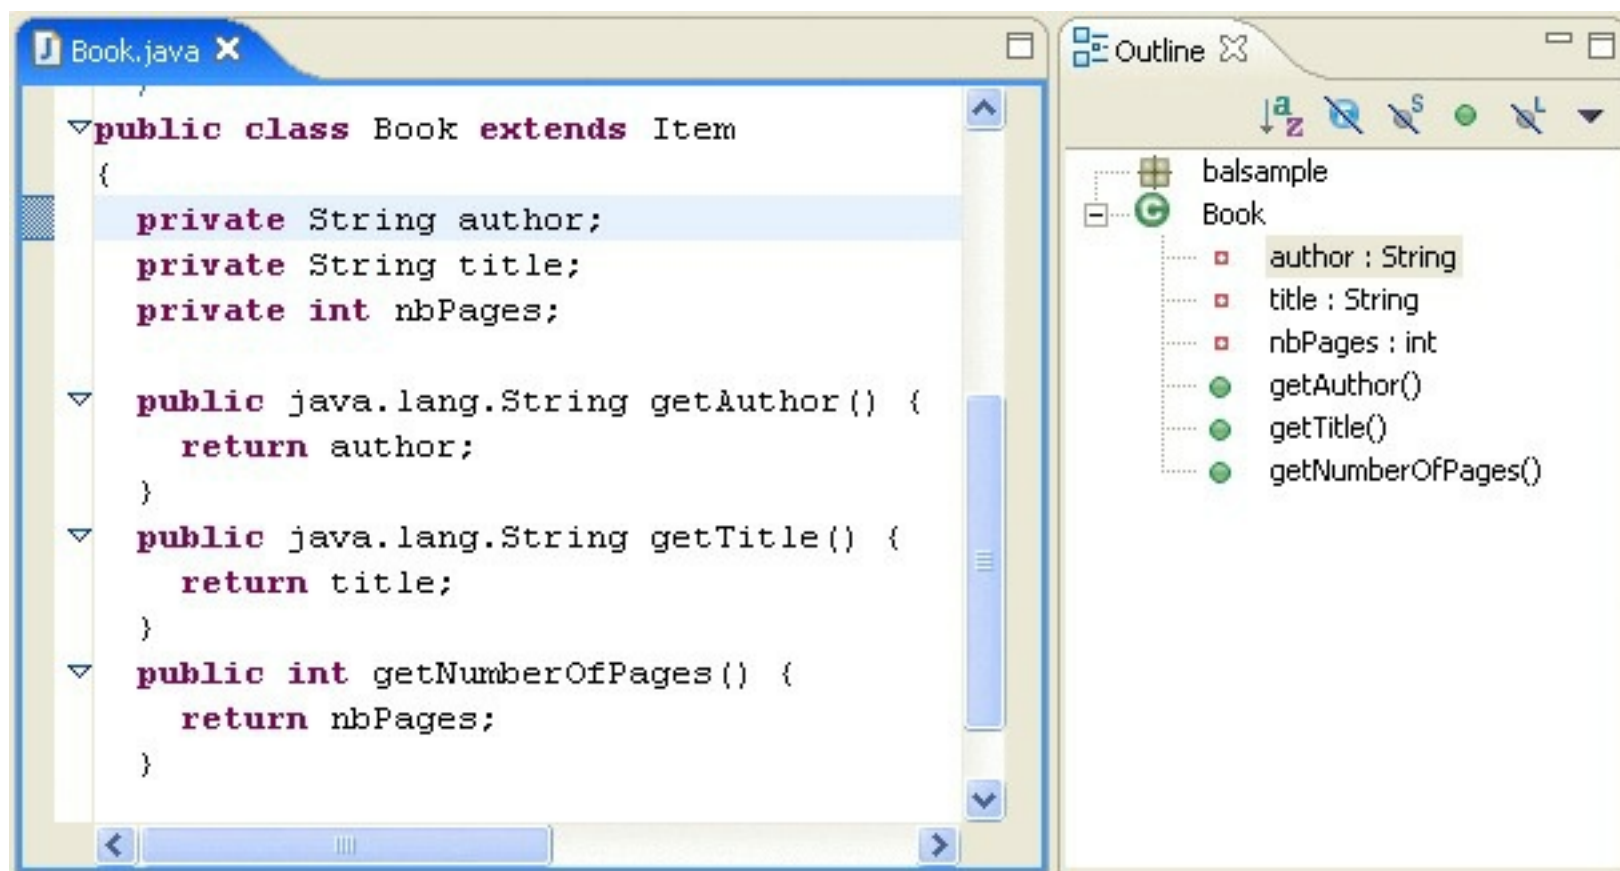 Book.java
public class Book extends Item
{
private String author;
private String title;
private int nbPages;
public java.lang.String getAuthor() {
return author;
}
public java.lang.String getTitle() {
return title;
}
public int getNumberOfPages() {
return nbPages;
}
Outline
balsample
Book
author : String
title : String
nbPages : int
getAuthor()
getTitle()
getNumberOfPages()